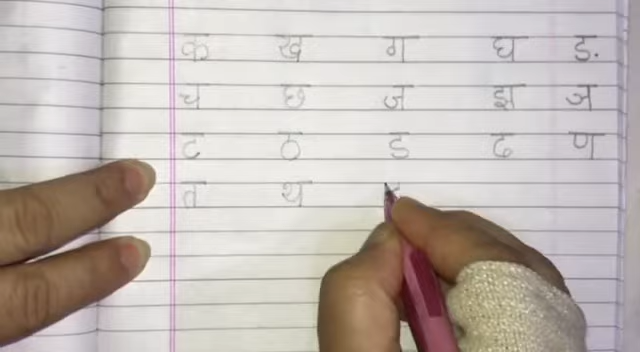 क ख ग घ ङ
च छ ज झ ञ
ट ठ ड ढ ण
त थ